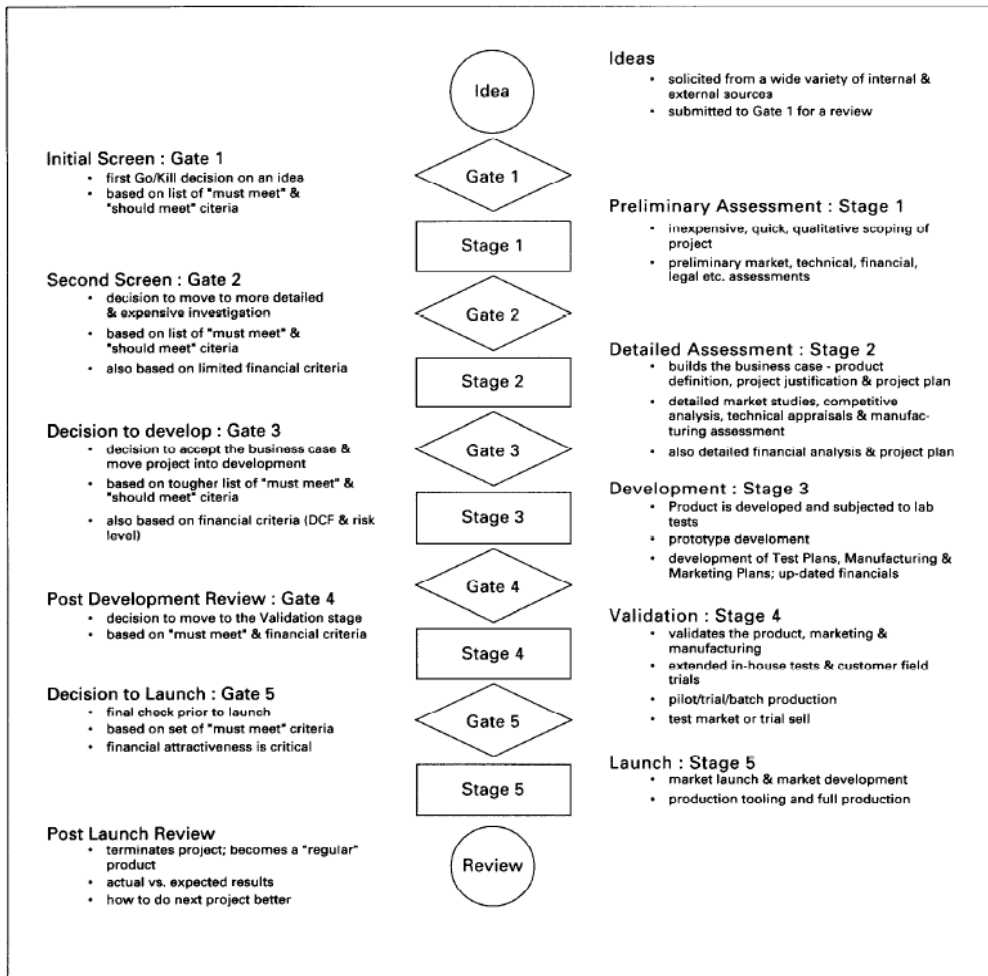 Idea
Ideas
• solicited from a wide variety of internal &
external sources
• submitted to Gate 1 for a review
Initial Screen : Gate 1
• first Go/Kill decision on an idea
• based on list of "must meet" &
"should meet" citeria
Gate 1
Preliminary Assessment : Stage 1
• inexpensive, quick, qualitative scoping of
project
• preliminary market, technical, financial,
legal etc. assessments
Stage 1
Second Screen : Gate 2
• decision to move to more detailed
& expensive investigation
• based on list of "must meet" &
"should meet" citeria
• also based on limited financial criteria
Gate 2
Detailed Assessment : Stage 2
• builds the business case - product
definition, project justification & project plan
• detailed market studies, competitive
analysis, technical appraisals & manufac-
turing assessment
• also detailed financial analysis & project plan
Stage 2
Decision to develop : Gate 3
• decision to accept the business case &
move project into development
• based on tougher list of "must meet" &
"should meet" citeria
• also based on financial criteria (DCF & risk
level)
Gate 3
Development : Stage 3
• Product is developed and subjected to lab
tests
• prototype develoment
• development of Test Plans, Manufacturing &
Marketing Plans; up-dated financials
Stage 3
Post Development Review : Gate 4
• decision to move to the Validation stage
• based on "must meet" & financial criteria
Gate 4
Validation : Stage 4
• validates the product, marketing &
manufacturing
• extended in-house tests & customer field
trials
• pilot/trial/batch production
• test market or trial sell
Stage 4
Decision to Launch : Gate 5
• final check prior to launch
• based on set of "must meet" criteria
• financial attractiveness is critical
Gate 5
Launch : Stage 5
• market launch & market development
• production tooling and full production
Stage 5
Post Launch Review
• terminates project; becomes a "regular"
product
• actual vs. expected results
• how to do next project better
Review